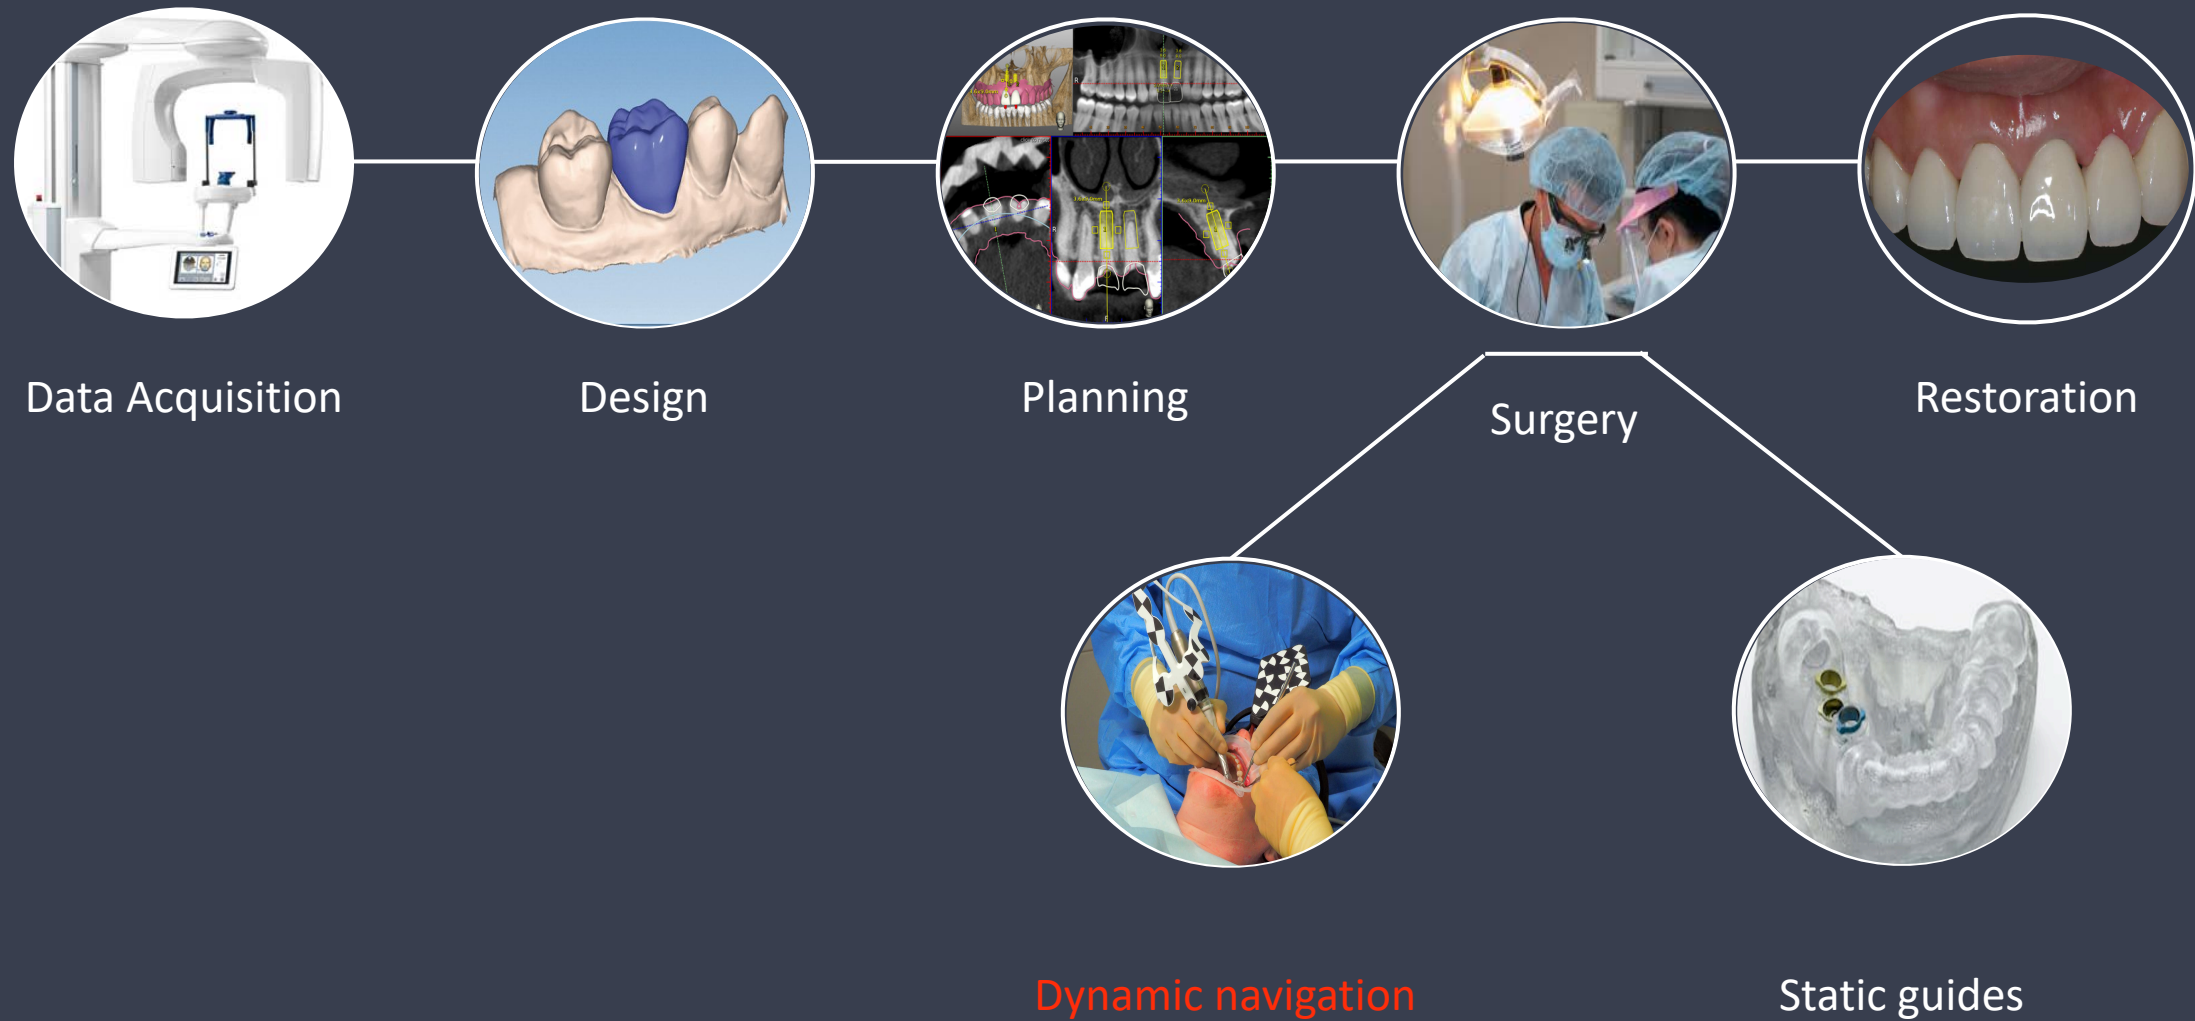 Data Acquisition
Design
Planning
Surgery
Restoration
Dynamic navigation
Static guides